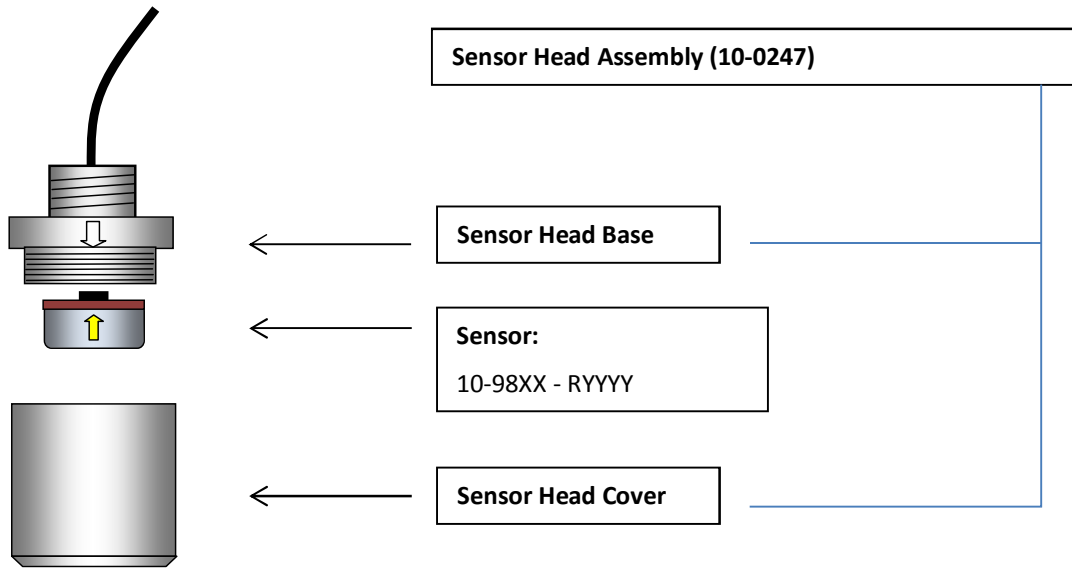 Sensor Head Assembly (10-0247)
Sensor Head Base
Sensor:
10-98XX - RYYYY
Sensor Head Cover